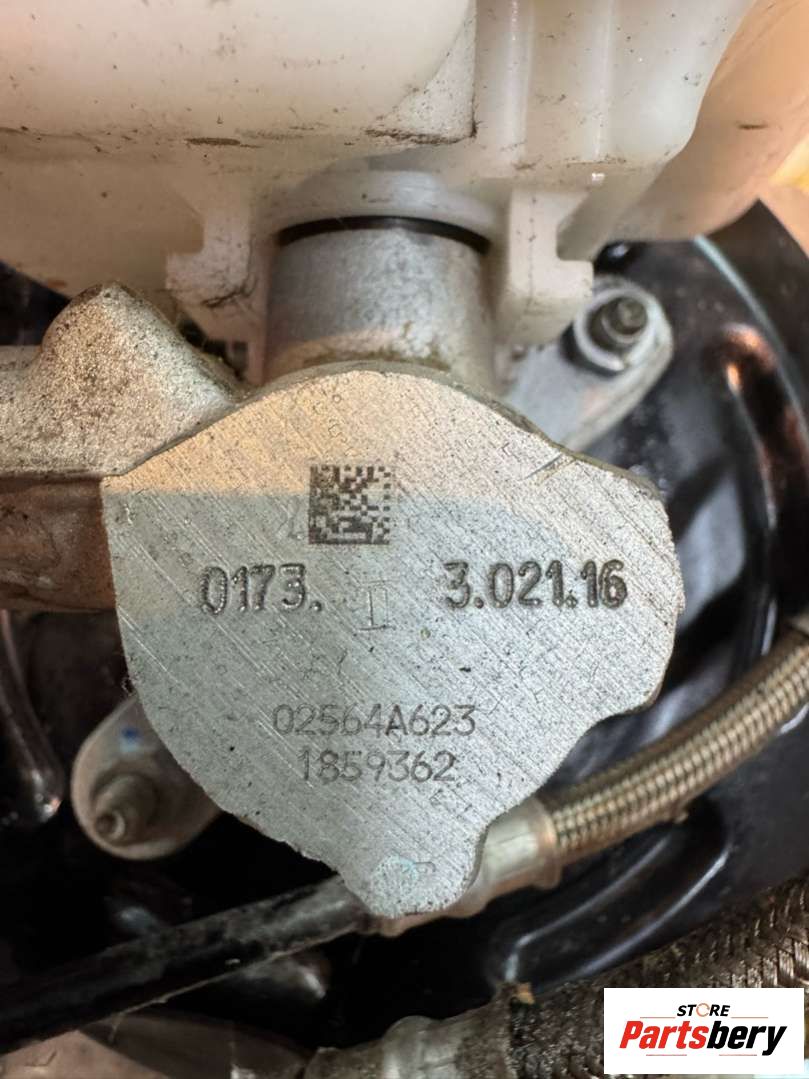 0173. I 3.021.16
02564A623
1859362
STORE
Partsbery